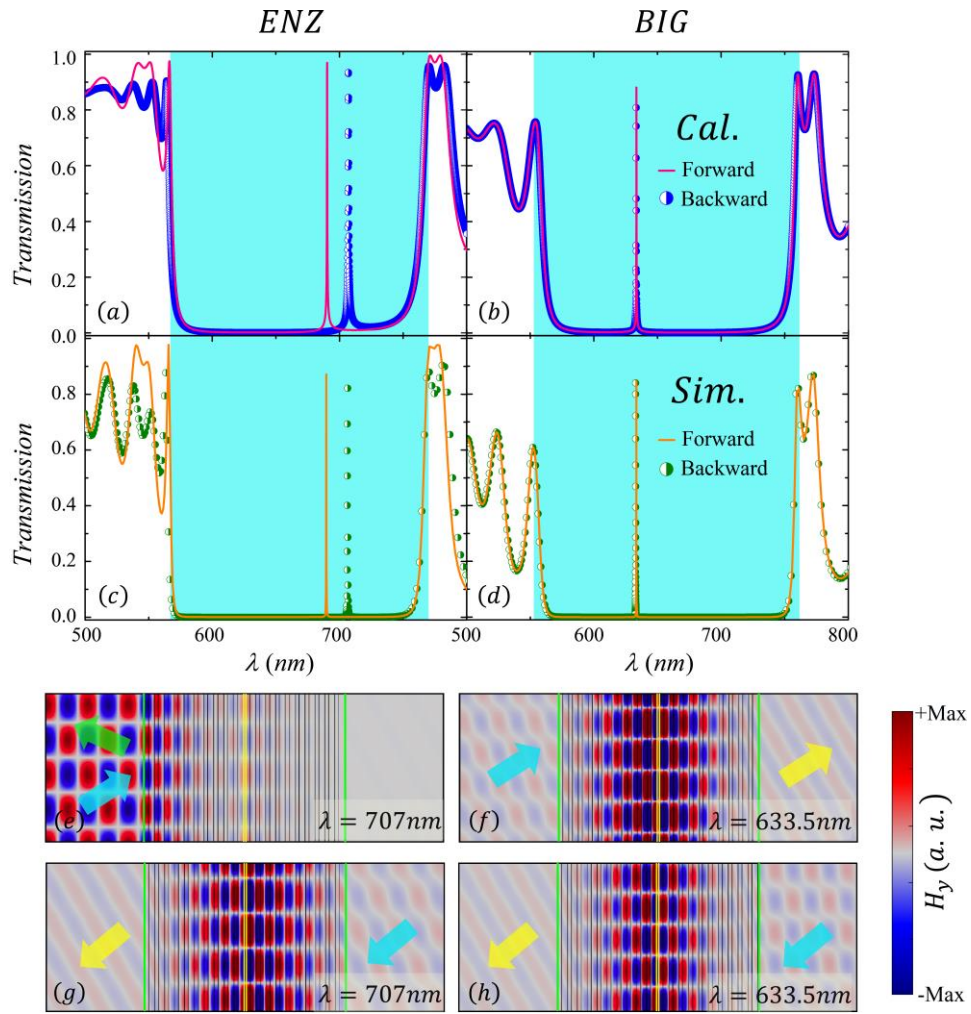 ENZ BIG
Transmission
1.0
0.8
0.6
0.4
0.2
0.0
(a)
(b)
Cal.
Forward
Backward
Transmission
0.8
0.6
0.4
0.2
0.0
(c)
(d)
Sim.
Forward
Backward
500 600 700 500 600 700 800
λ (nm) λ (nm)
(e) λ = 707nm
(f) λ = 633.5nm
(g) λ = 707nm
(h) λ = 633.5nm
+Max
H_y (a. u.)
-Max